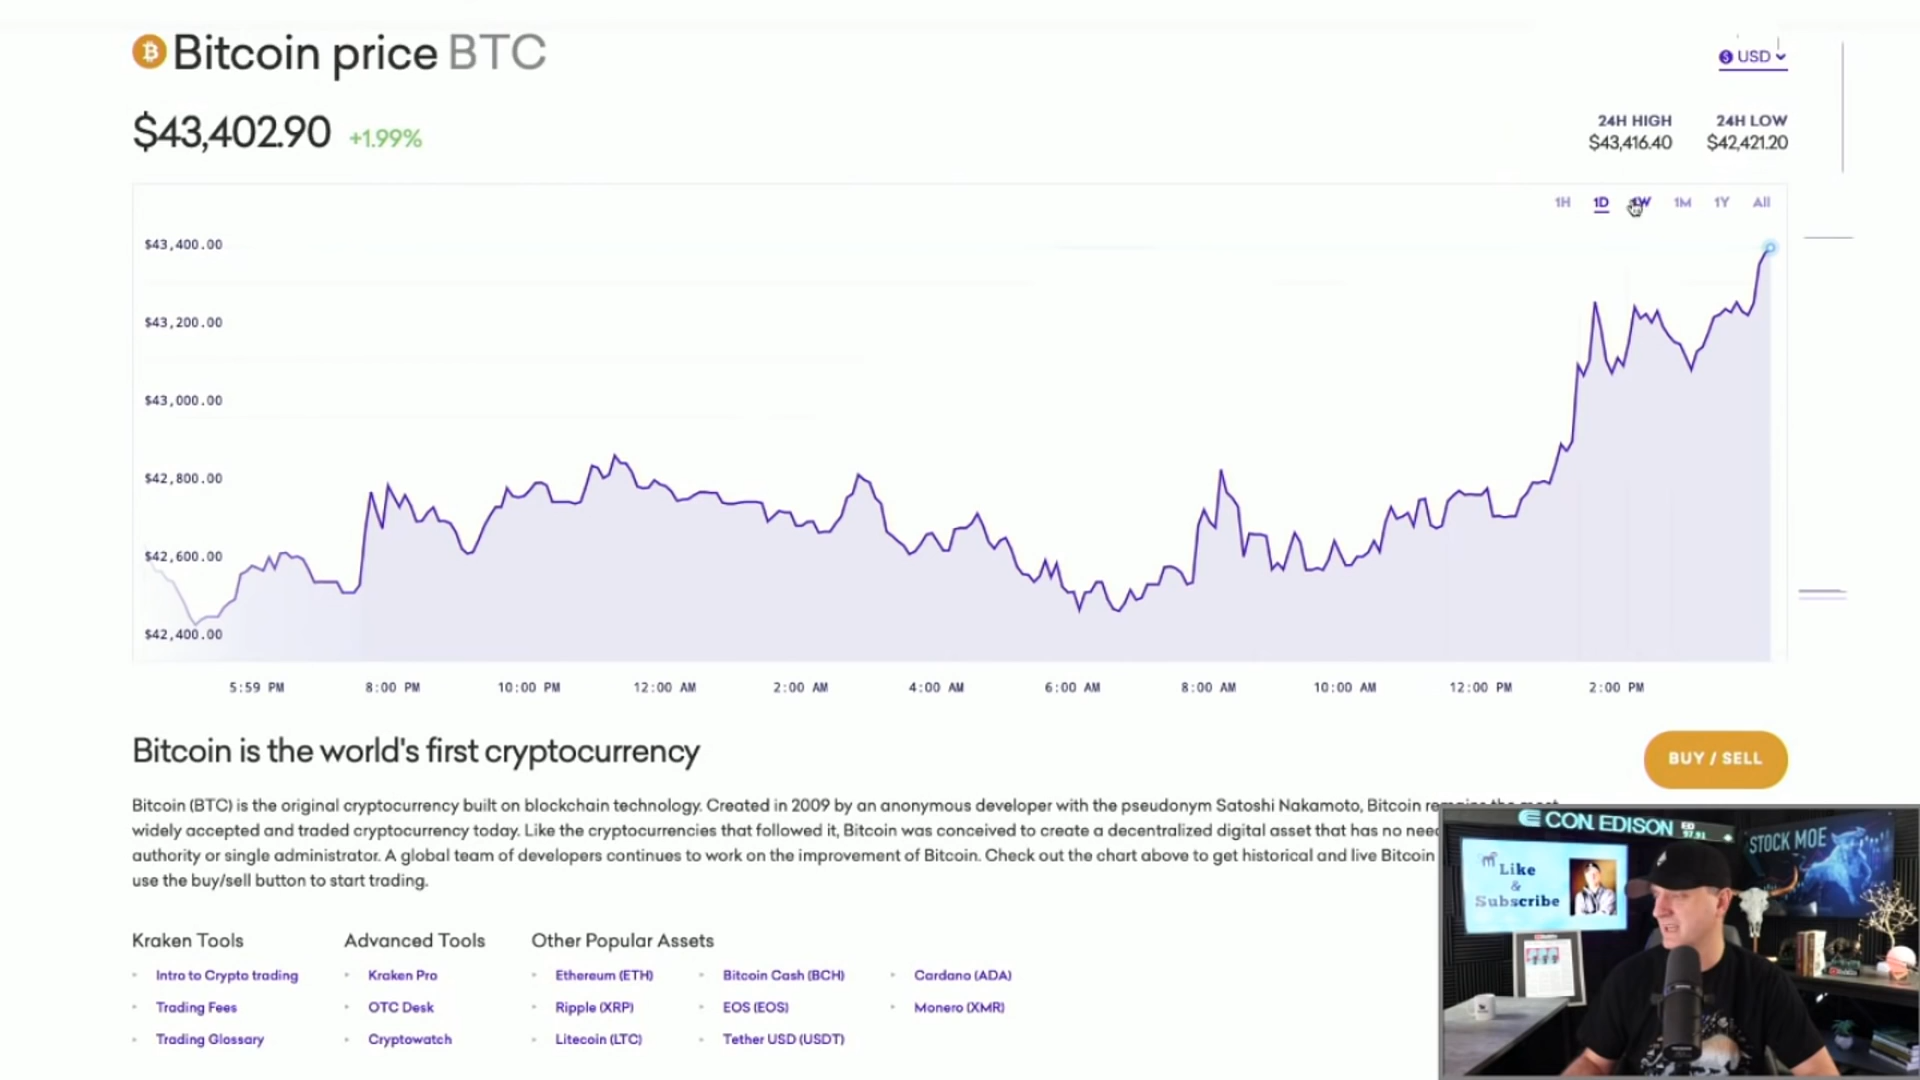 Bitcoin price BTC
USD
$43,402.90 +1.99%
24H HIGH 24H LOW
$43,416.40 $42,421.20
1H 1D 1W 1M 1Y All
$43,400.00
$43,200.00
$43,000.00
$42,800.00
$42,600.00
$42,400.00
5:59 PM 8:00 PM 10:00 PM 12:00 AM 2:00 AM 4:00 AM 6:00 AM 8:00 AM 10:00 AM 12:00 PM 2:00 PM
Bitcoin is the world's first cryptocurrency
BUY / SELL
Bitcoin (BTC) is the original cryptocurrency built on blockchain technology. Created in 2009 by an anonymous developer with the pseudonym Satoshi Nakamoto, Bitcoin remains the most
widely accepted and traded cryptocurrency today. Like the cryptocurrencies that followed it, Bitcoin was conceived to create a decentralized digital asset that has no need
authority or single administrator. A global team of developers continues to work on the improvement of Bitcoin. Check out the chart above to get historical and live Bitcoin
use the buy/sell button to start trading.
Kraken Tools Advanced Tools Other Popular Assets
Intro to Crypto trading Kraken Pro Ethereum (ETH) Bitcoin Cash (BCH) Cardano (ADA)
Trading Fees OTC Desk Ripple (XRP) EOS (EOS) Monero (XMR)
Trading Glossary Cryptowatch Litecoin (LTC) Tether USD (USDT)
CON. EDISON ED
97.91
STOCK MOE
Like
&
Subscribe